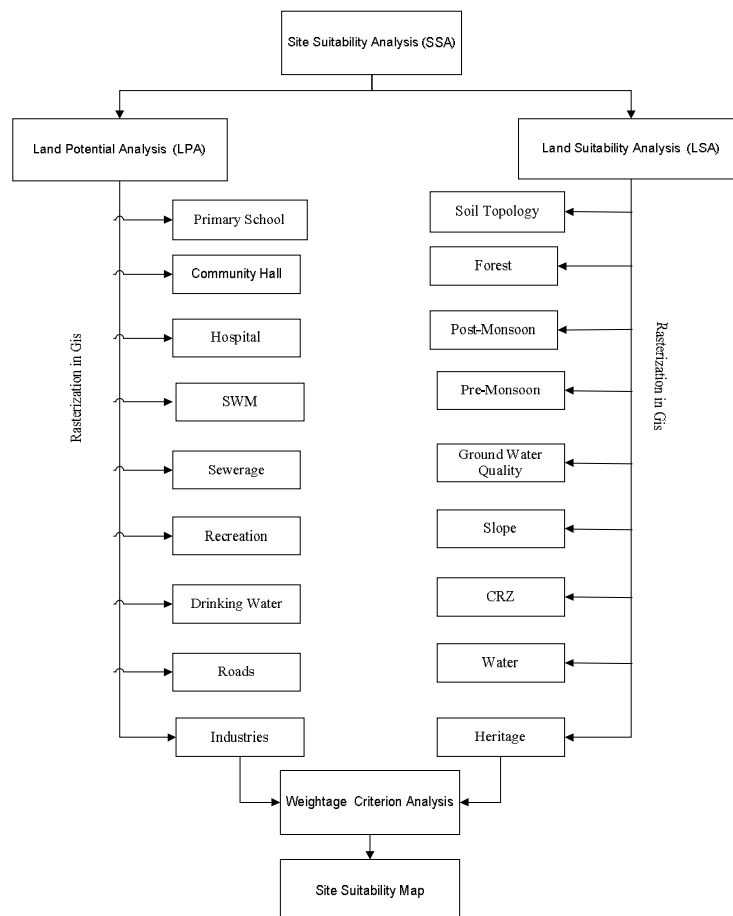 Site Suitability Analysis (SSA)
Land Potential Analysis (LPA)
Land Suitability Analysis (LSA)
Rasterization in Gis
Primary School
Community Hall
Hospital
SWM
Sewerage
Recreation
Drinking Water
Roads
Industries
Soil Topology
Forest
Post-Monsoon
Pre-Monsoon
Ground Water
Quality
Slope
CRZ
Water
Heritage
Rasterization in Gis
Weightage Criterion Analysis
Site Suitability Map